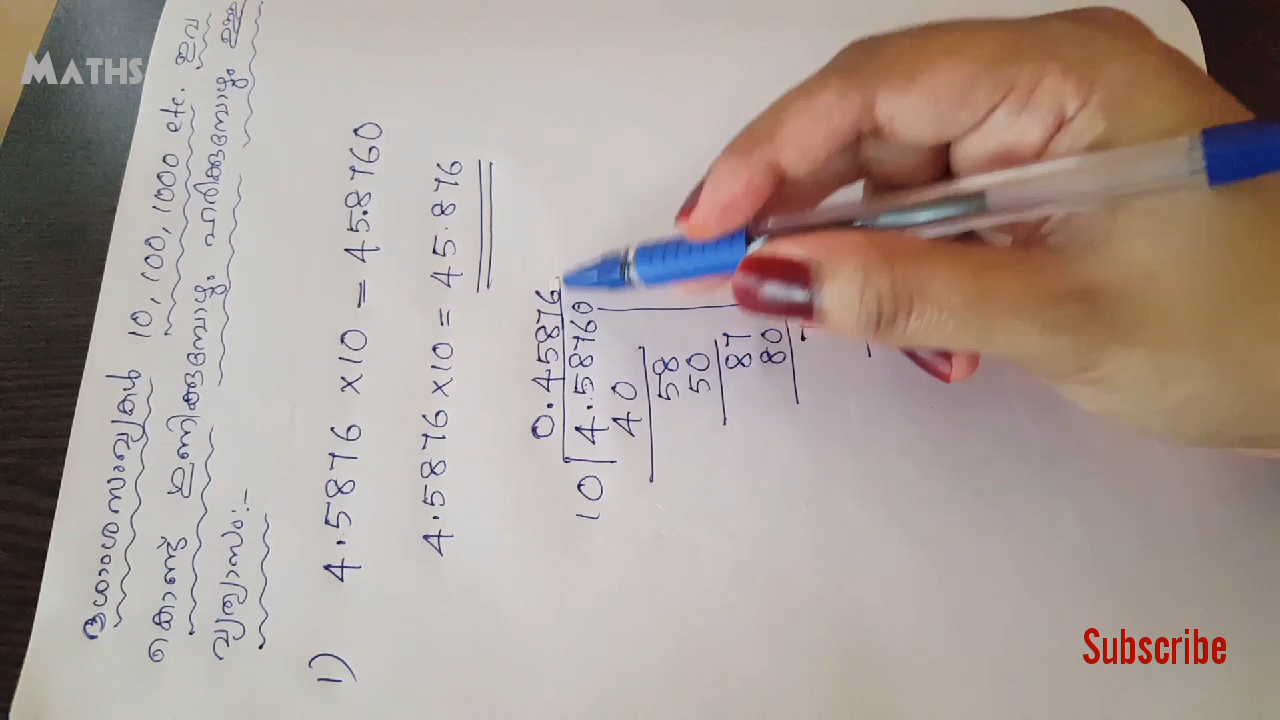 MATHS
ദശാംശസംഖ്യകൾ 10, 100, 1000 etc. ഇവ
കൊണ്ട് ഗുണിക്കുമ്പോഴും ഹരിക്കുമ്പോഴും
വ്യത്യാസം:-
1) 4.5876 × 10 = 45.8760
4.5876 × 10 = 45.876
0.45876
10 4.58760
40
58
50
87
80
Subscribe